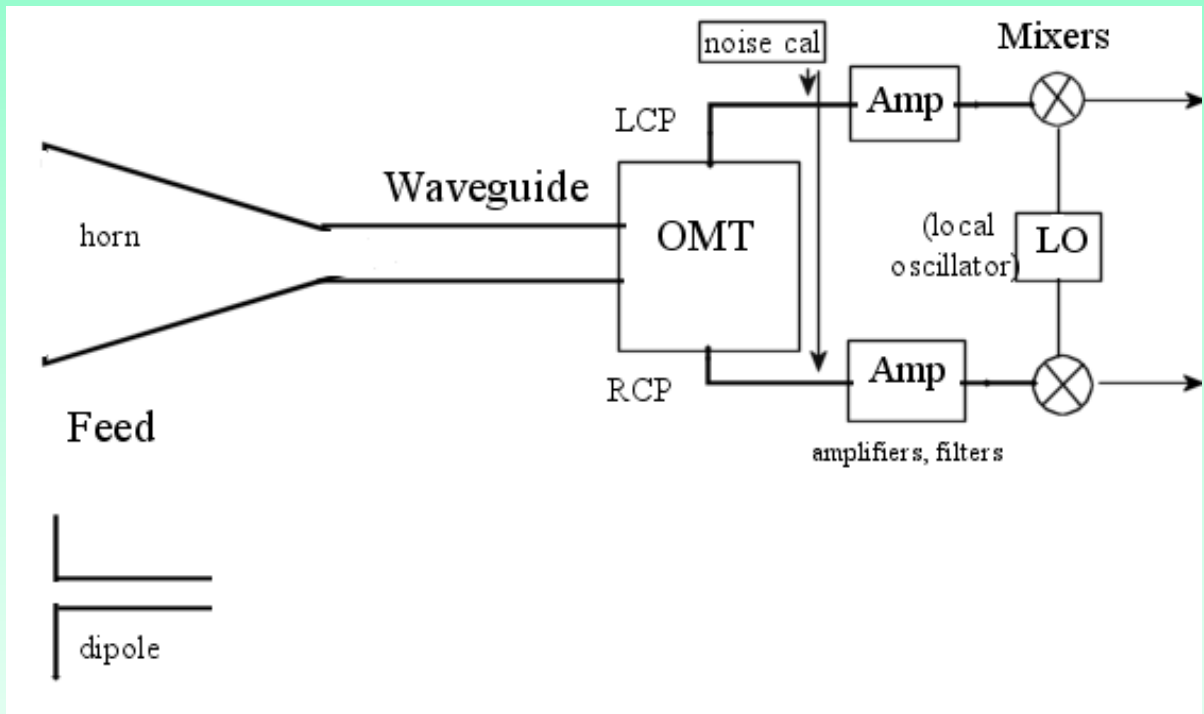 noise cal
Mixers
Amp
LCP
Waveguide
horn
OMT
(local
oscillator)
LO
RCP
Amp
Feed
amplifiers, filters
dipole